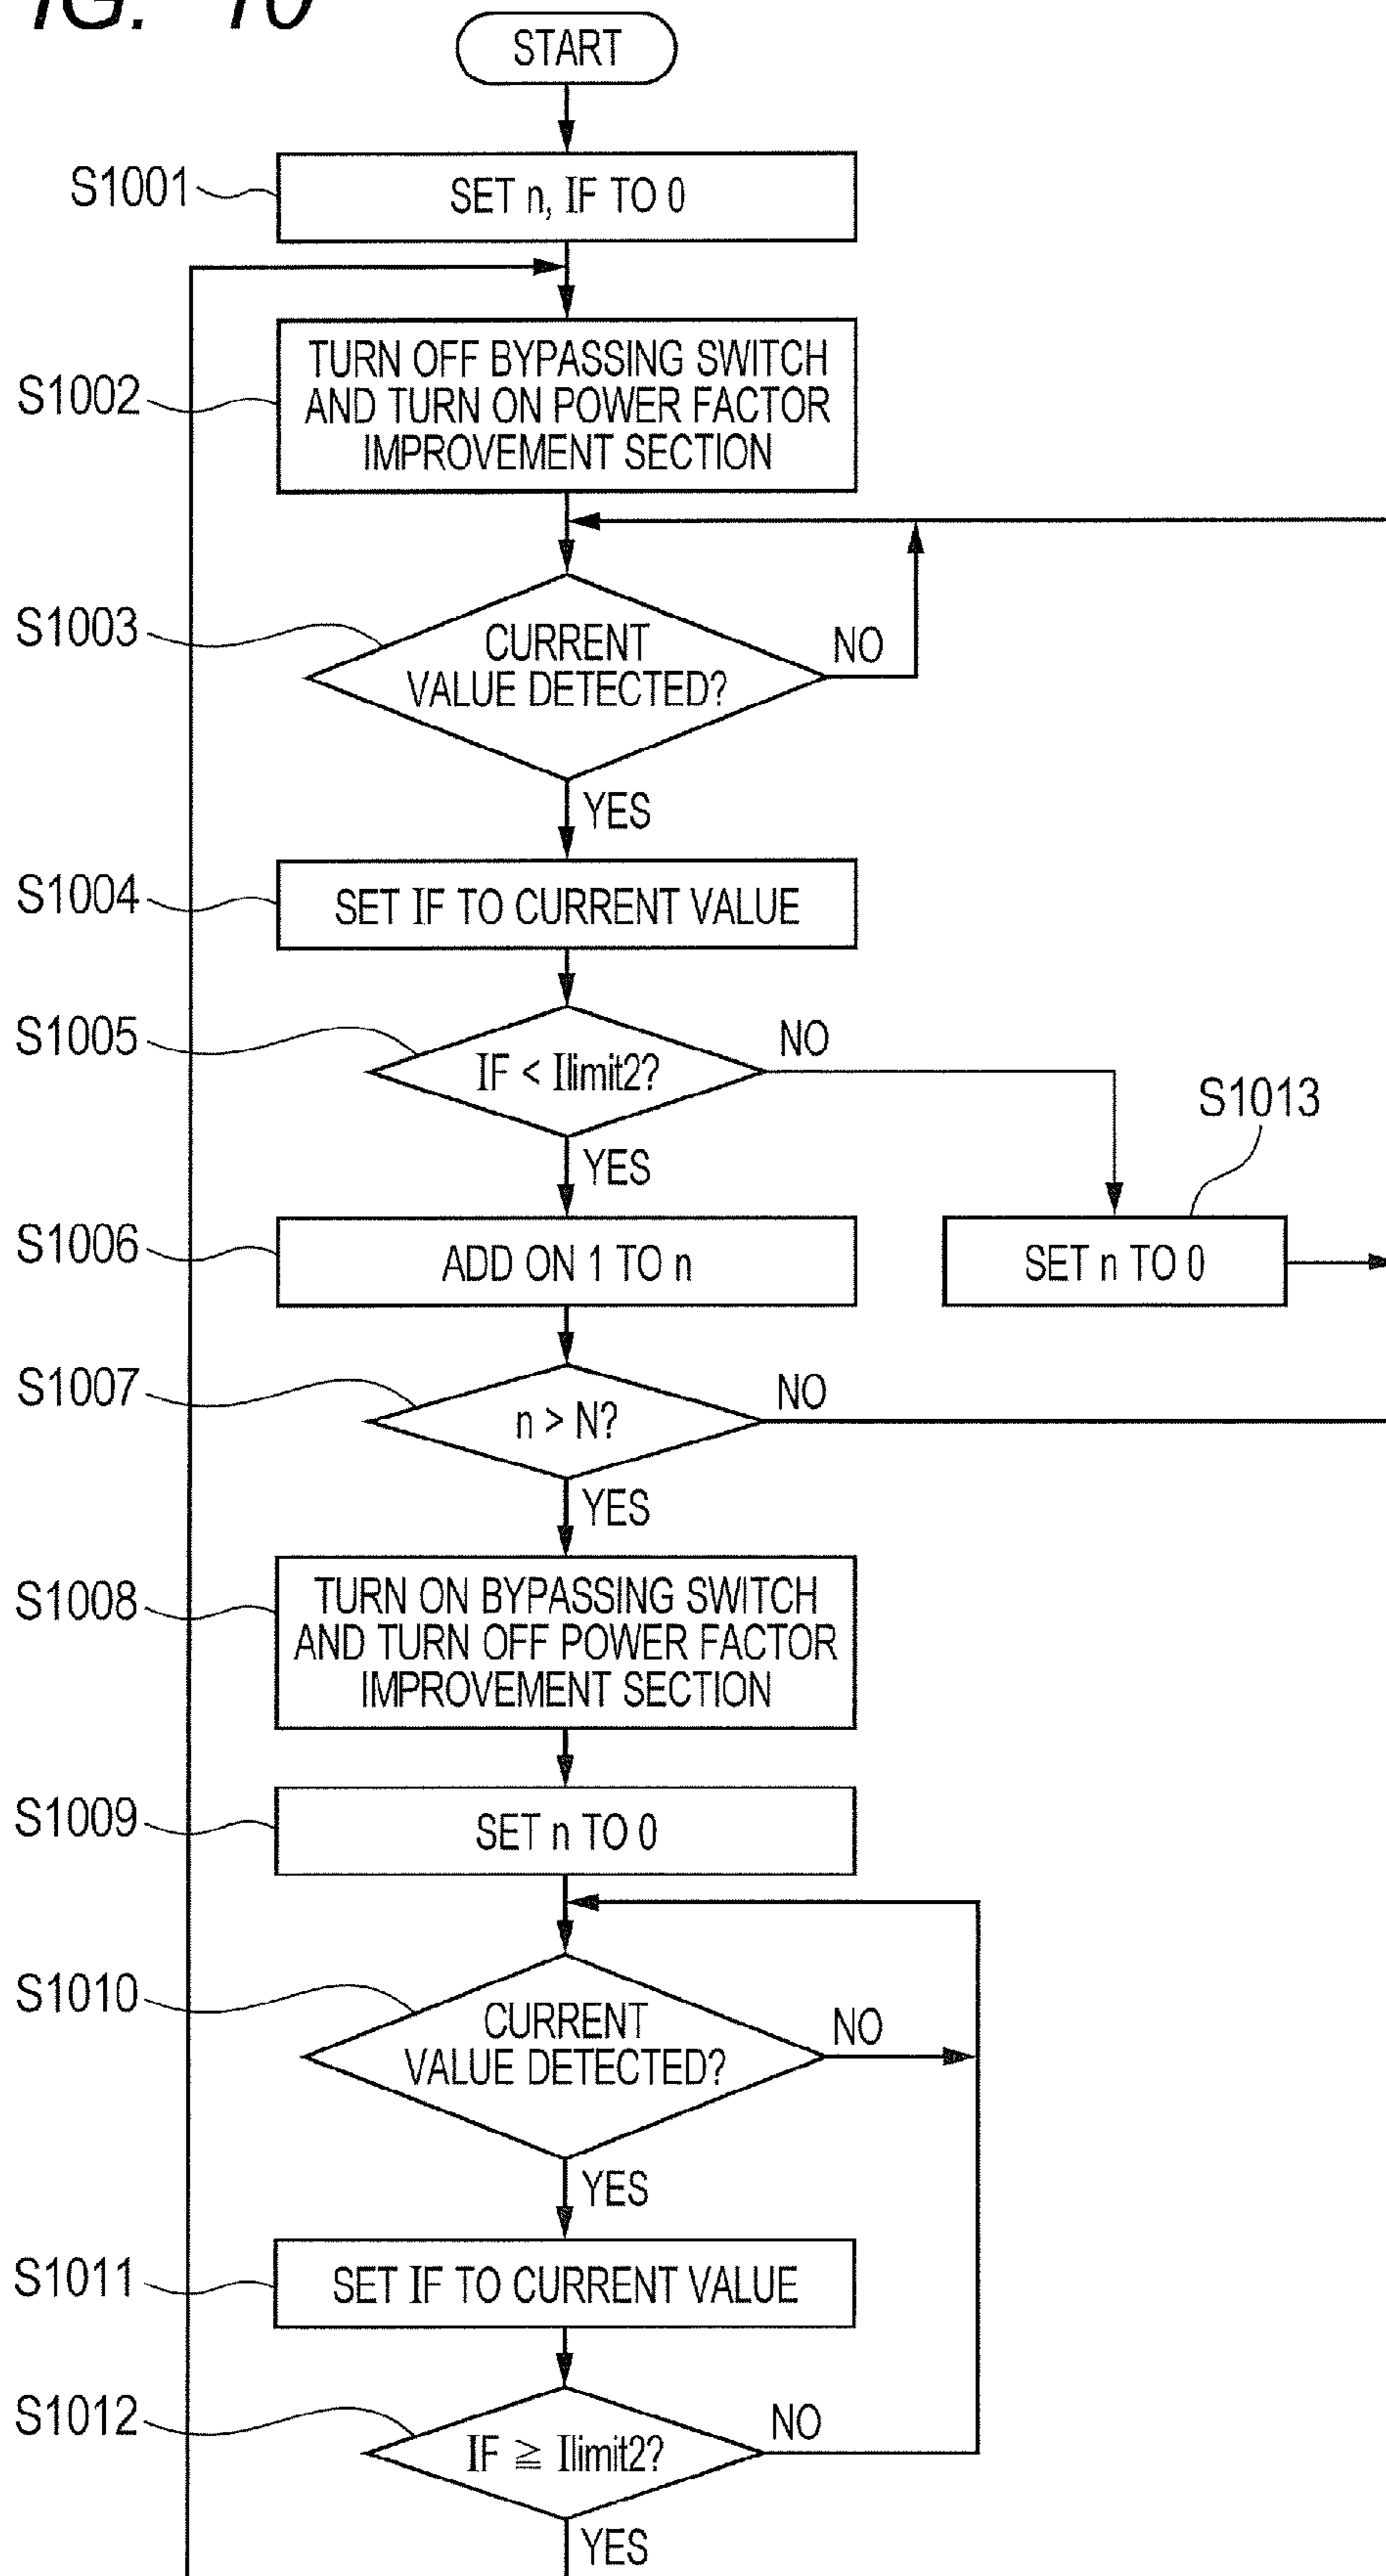 FIG. 10
START
S1001
SET n, IF TO 0
S1002
TURN OFF BYPASSING SWITCH
AND TURN ON POWER FACTOR
IMPROVEMENT SECTION
S1003
CURRENT
VALUE DETECTED?
NO
YES
S1004
SET IF TO CURRENT VALUE
S1005
IF < Ilimit2?
NO
YES
S1013
SET n TO 0
S1006
ADD ON 1 TO n
S1007
n > N?
NO
YES
S1008
TURN ON BYPASSING SWITCH
AND TURN OFF POWER FACTOR
IMPROVEMENT SECTION
S1009
SET n TO 0
S1010
CURRENT
VALUE DETECTED?
NO
YES
S1011
SET IF TO CURRENT VALUE
S1012
IF ≧ Ilimit2?
NO
YES